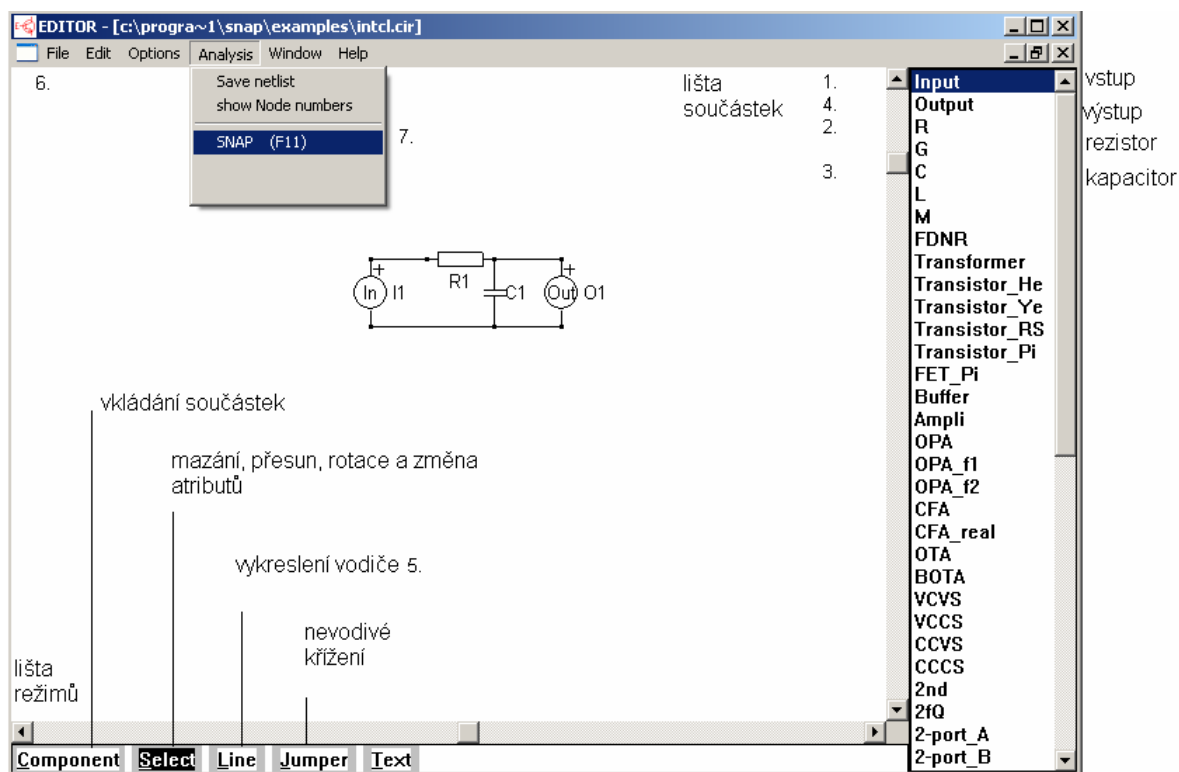 EDITOR - [c:\progra~1\snap\examples\intcl.cir]
File Edit Options Analysis Window Help
6.
Save netlist
show Node numbers
SNAP (F11)
7.
lišta
součástek
1.
4.
2.
3.
Input
Output
R
G
C
L
M
FDNR
Transformer
Transistor_He
Transistor_Ye
Transistor_RS
Transistor_Pi
FET_Pi
Buffer
Ampli
OPA
OPA_f1
OPA_f2
CFA
CFA_real
OTA
BOTA
VCVS
VCCS
CCVS
CCCS
2nd
2fQ
2-port_A
2-port_B
vstup
výstup
rezistor
kapacitor
+
In I1
R1
C1
+
Out O1
vkládání součástek
mazání, přesun, rotace a změna
atributů
vykreslení vodiče 5.
nevodivé
křížení
lišta
režimů
Component Select Line Jumper Text